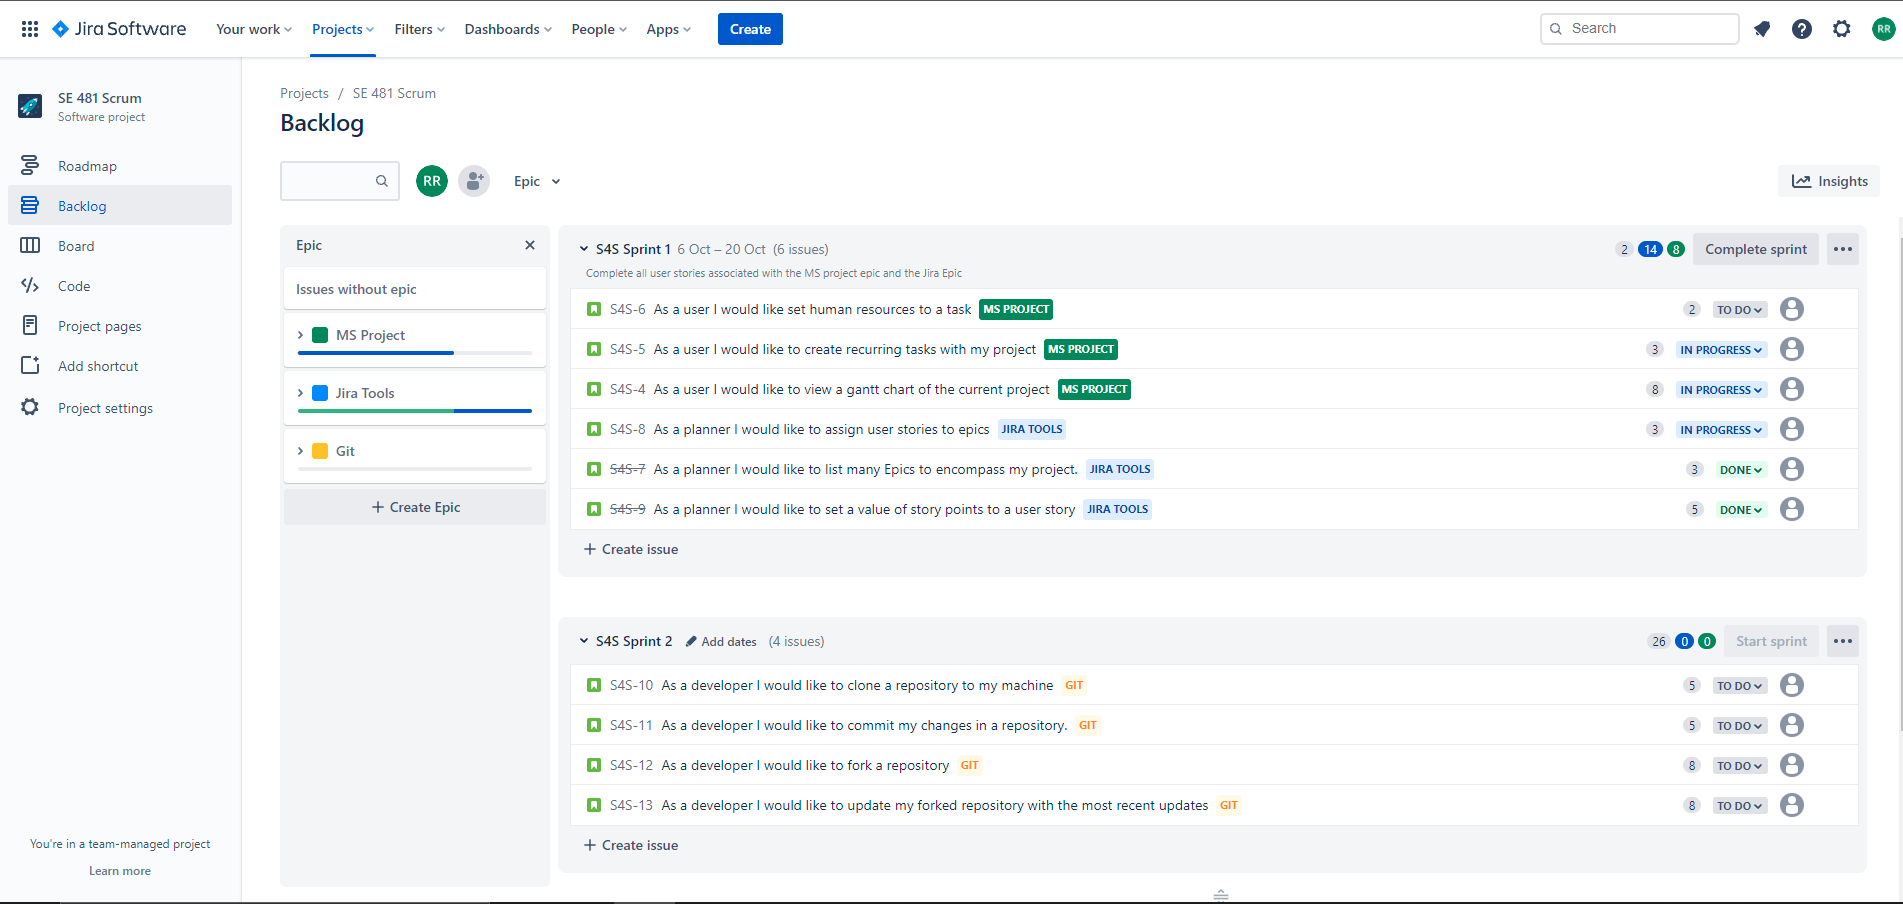 Jira Software Your work Projects Filters Dashboards People Apps Create Search RR
SE 481 Scrum
Software project
Roadmap
Backlog
Board
Code
Project pages
Add shortcut
Project settings
You're in a team-managed project
Learn more
Projects / SE 481 Scrum
Backlog
RR Epic Insights
Epic
Issues without epic
MS Project
Jira Tools
Git
+ Create Epic
S4S Sprint 1 6 Oct – 20 Oct (6 issues) 2 14 8 Complete sprint
Complete all user stories associated with the MS project epic and the Jira Epic
S4S-6 As a user I would like set human resources to a task MS PROJECT 2 TO DO
S4S-5 As a user I would like to create recurring tasks with my project MS PROJECT 3 IN PROGRESS
S4S-4 As a user I would like to view a gantt chart of the current project MS PROJECT 8 IN PROGRESS
S4S-8 As a planner I would like to assign user stories to epics JIRA TOOLS 3 IN PROGRESS
S4S-7 As a planner I would like to list many Epics to encompass my project. JIRA TOOLS 3 DONE
S4S-9 As a planner I would like to set a value of story points to a user story JIRA TOOLS 5 DONE
+ Create issue
S4S Sprint 2 Add dates (4 issues) 26 0 0 Start sprint
S4S-10 As a developer I would like to clone a repository to my machine GIT 5 TO DO
S4S-11 As a developer I would like to commit my changes in a repository. GIT 5 TO DO
S4S-12 As a developer I would like to fork a repository GIT 8 TO DO
S4S-13 As a developer I would like to update my forked repository with the most recent updates GIT 8 TO DO
+ Create issue